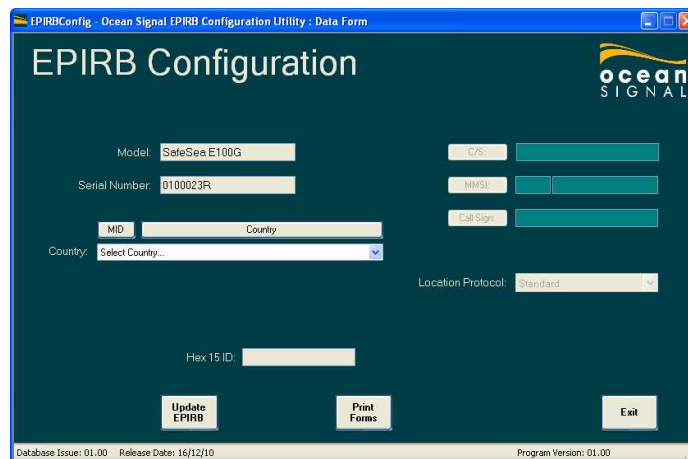 EPIRBConfig - Ocean Signal EPIRB Configuration Utility : Data Form
EPIRB Configuration
ocean
SIGNAL
Model: SafeSea E100G
C/S:
Serial Number: 0100023R
MMSI:
Call Sign:
MID Country
Country: Select Country...
Location Protocol: Standard
Hex 15 ID:
Update
EPIRB
Print
Forms
Exit
Database Issue: 01.00 Release Date: 16/12/10 Program Version: 01.00